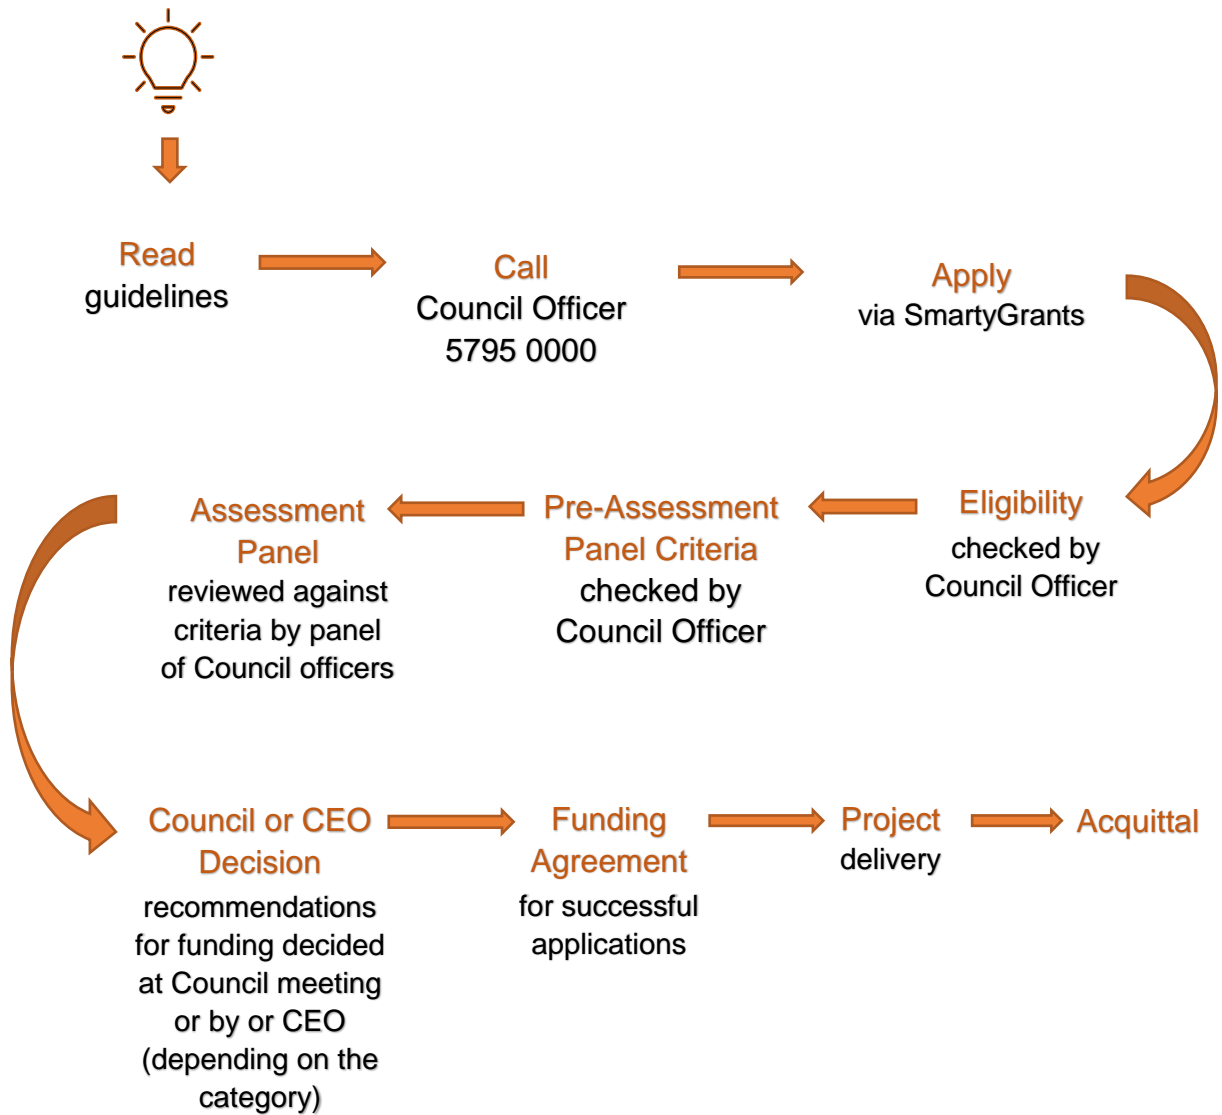 Read
guidelines
Call
Council Officer
5795 0000
Apply
via SmartyGrants
Eligibility
checked by
Council Officer
Pre-Assessment
Panel Criteria
checked by
Council Officer
Assessment
Panel
reviewed against
criteria by panel
of Council officers
Council or CEO
Decision
recommendations
for funding decided
at Council meeting
or by or CEO
(depending on the
category)
Funding
Agreement
for successful
applications
Project
delivery
Acquittal